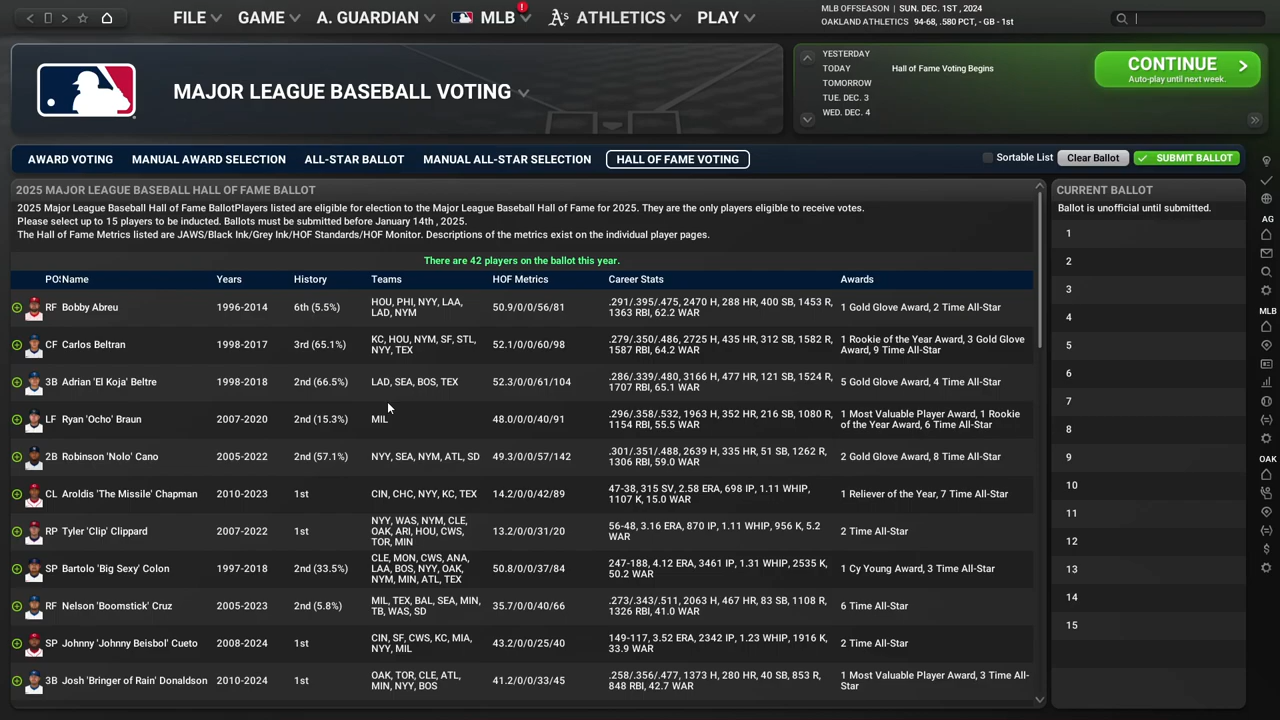 FILE
GAME
A. GUARDIAN
MLB
!
ATHLETICS
PLAY
MLB OFFSEASON | SUN. DEC. 1ST , 2024
OAKLAND ATHLETICS 94-68, .580 PCT, - GB - 1st
MAJOR LEAGUE BASEBALL VOTING
YESTERDAY
TODAY Hall of Fame Voting Begins
TOMORROW
TUE. DEC. 3
WED. DEC. 4
CONTINUE
Auto-play until next week.
AWARD VOTING
MANUAL AWARD SELECTION
ALL-STAR BALLOT
MANUAL ALL-STAR SELECTION
HALL OF FAME VOTING
Sortable List
Clear Ballot
SUBMIT BALLOT
2025 MAJOR LEAGUE BASEBALL HALL OF FAME BALLOT
2025 Major League Baseball Hall of Fame BallotPlayers listed are eligible for election to the Major League Baseball Hall of Fame for 2025. They are the only players eligible to receive votes.
Please select up to 15 players to be inducted. Ballots must be submitted before January 14th , 2025.
The Hall of Fame Metrics listed are JAWS/Black Ink/Grey Ink/HOF Standards/HOF Monitor. Descriptions of the metrics exist on the individual player pages.
There are 42 players on the ballot this year.
PO: Name Years History Teams HOF Metrics Career Stats Awards
RF Bobby Abreu 1996-2014 6th (5.5%) HOU, PHI, NYY, LAA, LAD, NYM 50.9/0/0/56/81 .291/.395/.475, 2470 H, 288 HR, 400 SB, 1453 R, 1363 RBI, 62.2 WAR 1 Gold Glove Award, 2 Time All-Star
CF Carlos Beltran 1998-2017 3rd (65.1%) KC, HOU, NYM, SF, STL, NYY, TEX 52.1/0/0/60/98 .279/.350/.486, 2725 H, 435 HR, 312 SB, 1582 R, 1587 RBI, 64.2 WAR 1 Rookie of the Year Award, 3 Gold Glove Award, 9 Time All-Star
3B Adrian 'El Koja' Beltre 1998-2018 2nd (66.5%) LAD, SEA, BOS, TEX 52.3/0/0/61/104 .286/.339/.480, 3166 H, 477 HR, 121 SB, 1524 R, 1707 RBI, 65.1 WAR 5 Gold Glove Award, 4 Time All-Star
LF Ryan 'Ocho' Braun 2007-2020 2nd (15.3%) MIL 48.0/0/0/40/91 .296/.358/.532, 1963 H, 352 HR, 216 SB, 1080 R, 1154 RBI, 55.5 WAR 1 Most Valuable Player Award, 1 Rookie of the Year Award, 6 Time All-Star
2B Robinson 'Nolo' Cano 2005-2022 2nd (57.1%) NYY, SEA, NYM, ATL, SD 49.3/0/0/57/142 .301/.351/.488, 2639 H, 335 HR, 51 SB, 1262 R, 1306 RBI, 59.0 WAR 2 Gold Glove Award, 8 Time All-Star
CL Aroldis 'The Missile' Chapman 2010-2023 1st CIN, CHC, NYY, KC, TEX 14.2/0/0/42/89 47-38, 315 SV, 2.58 ERA, 698 IP, 1.11 WHIP, 1107 K, 15.0 WAR 1 Reliever of the Year, 7 Time All-Star
RP Tyler 'Clip' Clippard 2007-2022 1st NYY, WAS, NYM, CLE, OAK, ARI, HOU, CWS, TOR, MIN 13.2/0/0/31/20 56-48, 3.16 ERA, 870 IP, 1.11 WHIP, 956 K, 5.2 WAR 2 Time All-Star
SP Bartolo 'Big Sexy' Colon 1997-2018 2nd (33.5%) CLE, MON, CWS, ANA, LAA, BOS, NYY, OAK, NYM, MIN, ATL, TEX 50.8/0/0/37/84 247-188, 4.12 ERA, 3461 IP, 1.31 WHIP, 2535 K, 50.2 WAR 1 Cy Young Award, 3 Time All-Star
RF Nelson 'Boomstick' Cruz 2005-2023 2nd (5.8%) MIL, TEX, BAL, SEA, MIN, TB, WAS, SD 35.7/0/0/40/66 .273/.343/.511, 2063 H, 467 HR, 83 SB, 1108 R, 1326 RBI, 41.0 WAR 6 Time All-Star
SP Johnny 'Johnny Beisbol' Cueto 2008-2024 1st CIN, SF, CWS, KC, MIA, NYY, MIL 43.2/0/0/25/40 149-117, 3.52 ERA, 2342 IP, 1.23 WHIP, 1916 K, 33.9 WAR 2 Time All-Star
3B Josh 'Bringer of Rain' Donaldson 2010-2024 1st OAK, TOR, CLE, ATL, MIN, NYY, BOS 41.2/0/0/33/45 .258/.356/.477, 1373 H, 280 HR, 40 SB, 853 R, 848 RBI, 42.7 WAR 1 Most Valuable Player Award, 3 Time All-Star
CURRENT BALLOT
Ballot is unofficial until submitted.
1
2
3
4
5
6
7
8
9
10
11
12
13
14
15
AG
MLB
OAK